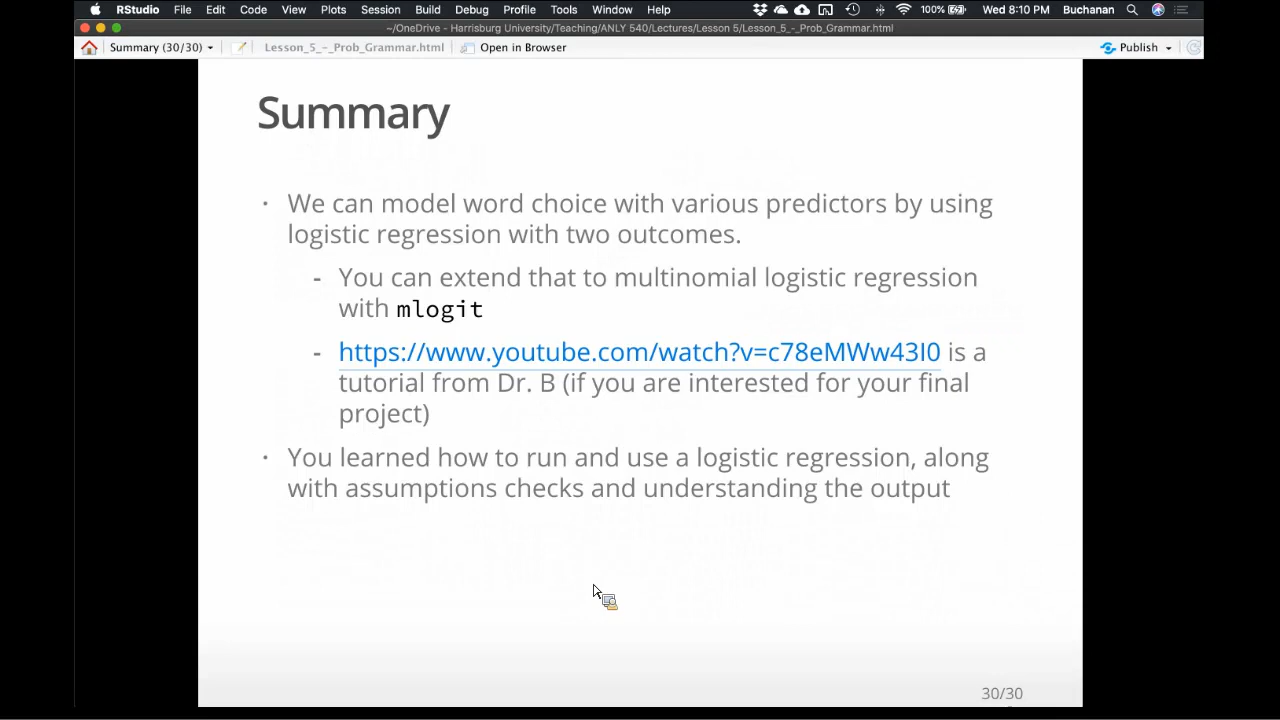 RStudio File Edit Code View Plots Session Build Debug Profile Tools Window Help 100% Wed 8:10 PM Buchanan
~/OneDrive - Harrisburg University/Teaching/ANLY 540/Lectures/Lesson 5/Lesson_5_-_Prob_Grammar.html
Summary (30/30) Lesson_5_-_Prob_Grammar.html Open in Browser Publish
Summary
• We can model word choice with various predictors by using
logistic regression with two outcomes.
- You can extend that to multinomial logistic regression
with mlogit
- https://www.youtube.com/watch?v=c78eMWw43I0 is a
tutorial from Dr. B (if you are interested for your final
project)
• You learned how to run and use a logistic regression, along
with assumptions checks and understanding the output
30/30